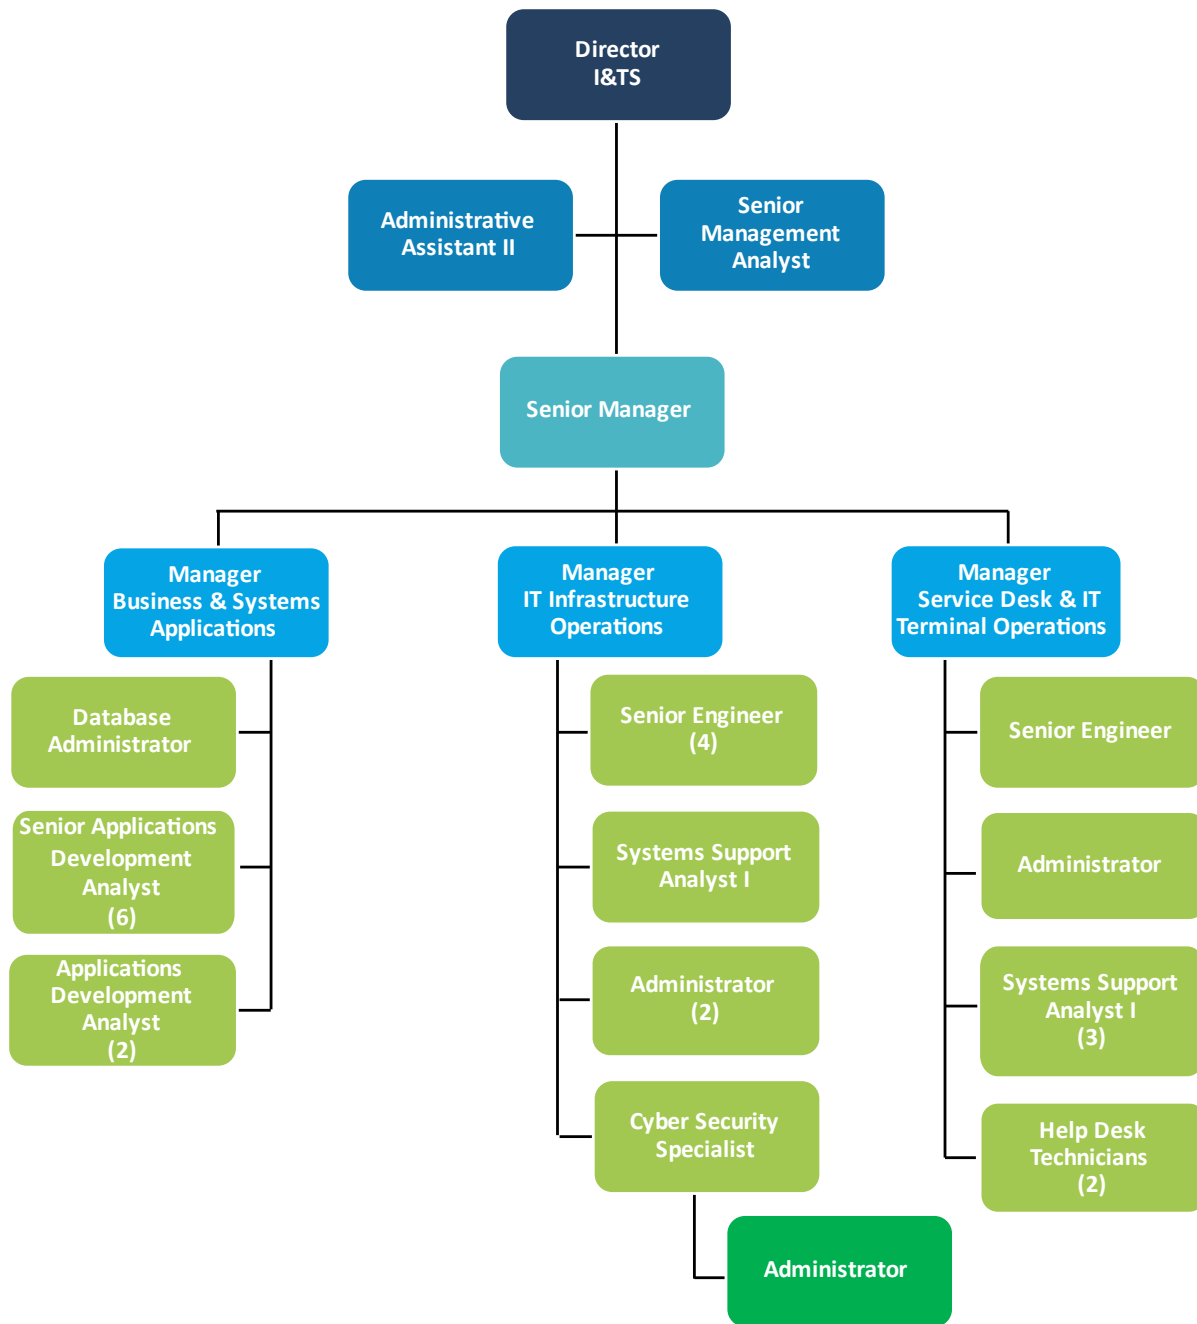 Director
I&TS
Administrative
Assistant II
Senior
Management
Analyst
Senior Manager
Manager
Business & Systems
Applications
Manager
IT Infrastructure
Operations
Manager
Service Desk & IT
Terminal Operations
Database
Administrator
Senior Applications
Development
Analyst
(6)
Applications
Development
Analyst
(2)
Senior Engineer
(4)
Systems Support
Analyst I
Administrator
(2)
Cyber Security
Specialist
Administrator
Senior Engineer
Administrator
Systems Support
Analyst I
(3)
Help Desk
Technicians
(2)